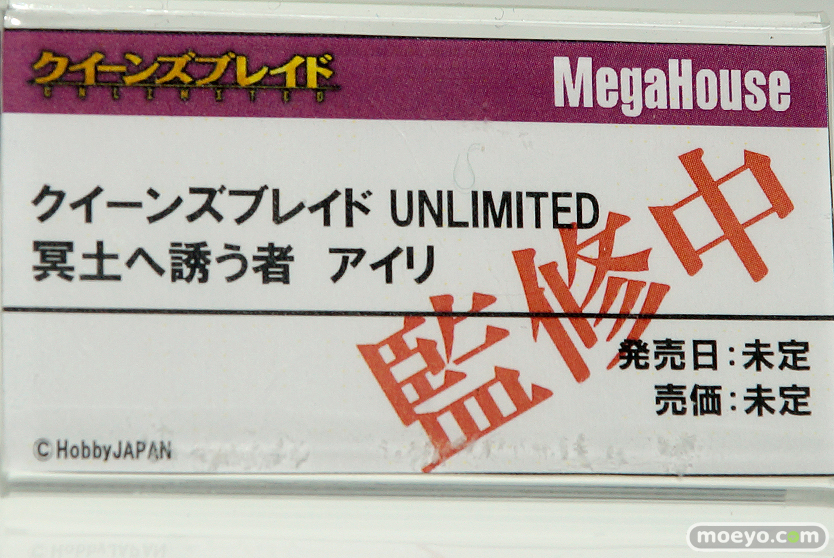 クイーンズブレイド
UNLIMITED
MegaHouse
クイーンズブレイド UNLIMITED
冥土へ誘う者 アイリ
監修中
発売日:未定
売価:未定
©HobbyJAPAN
©HobbyJAPAN
moeyo.com